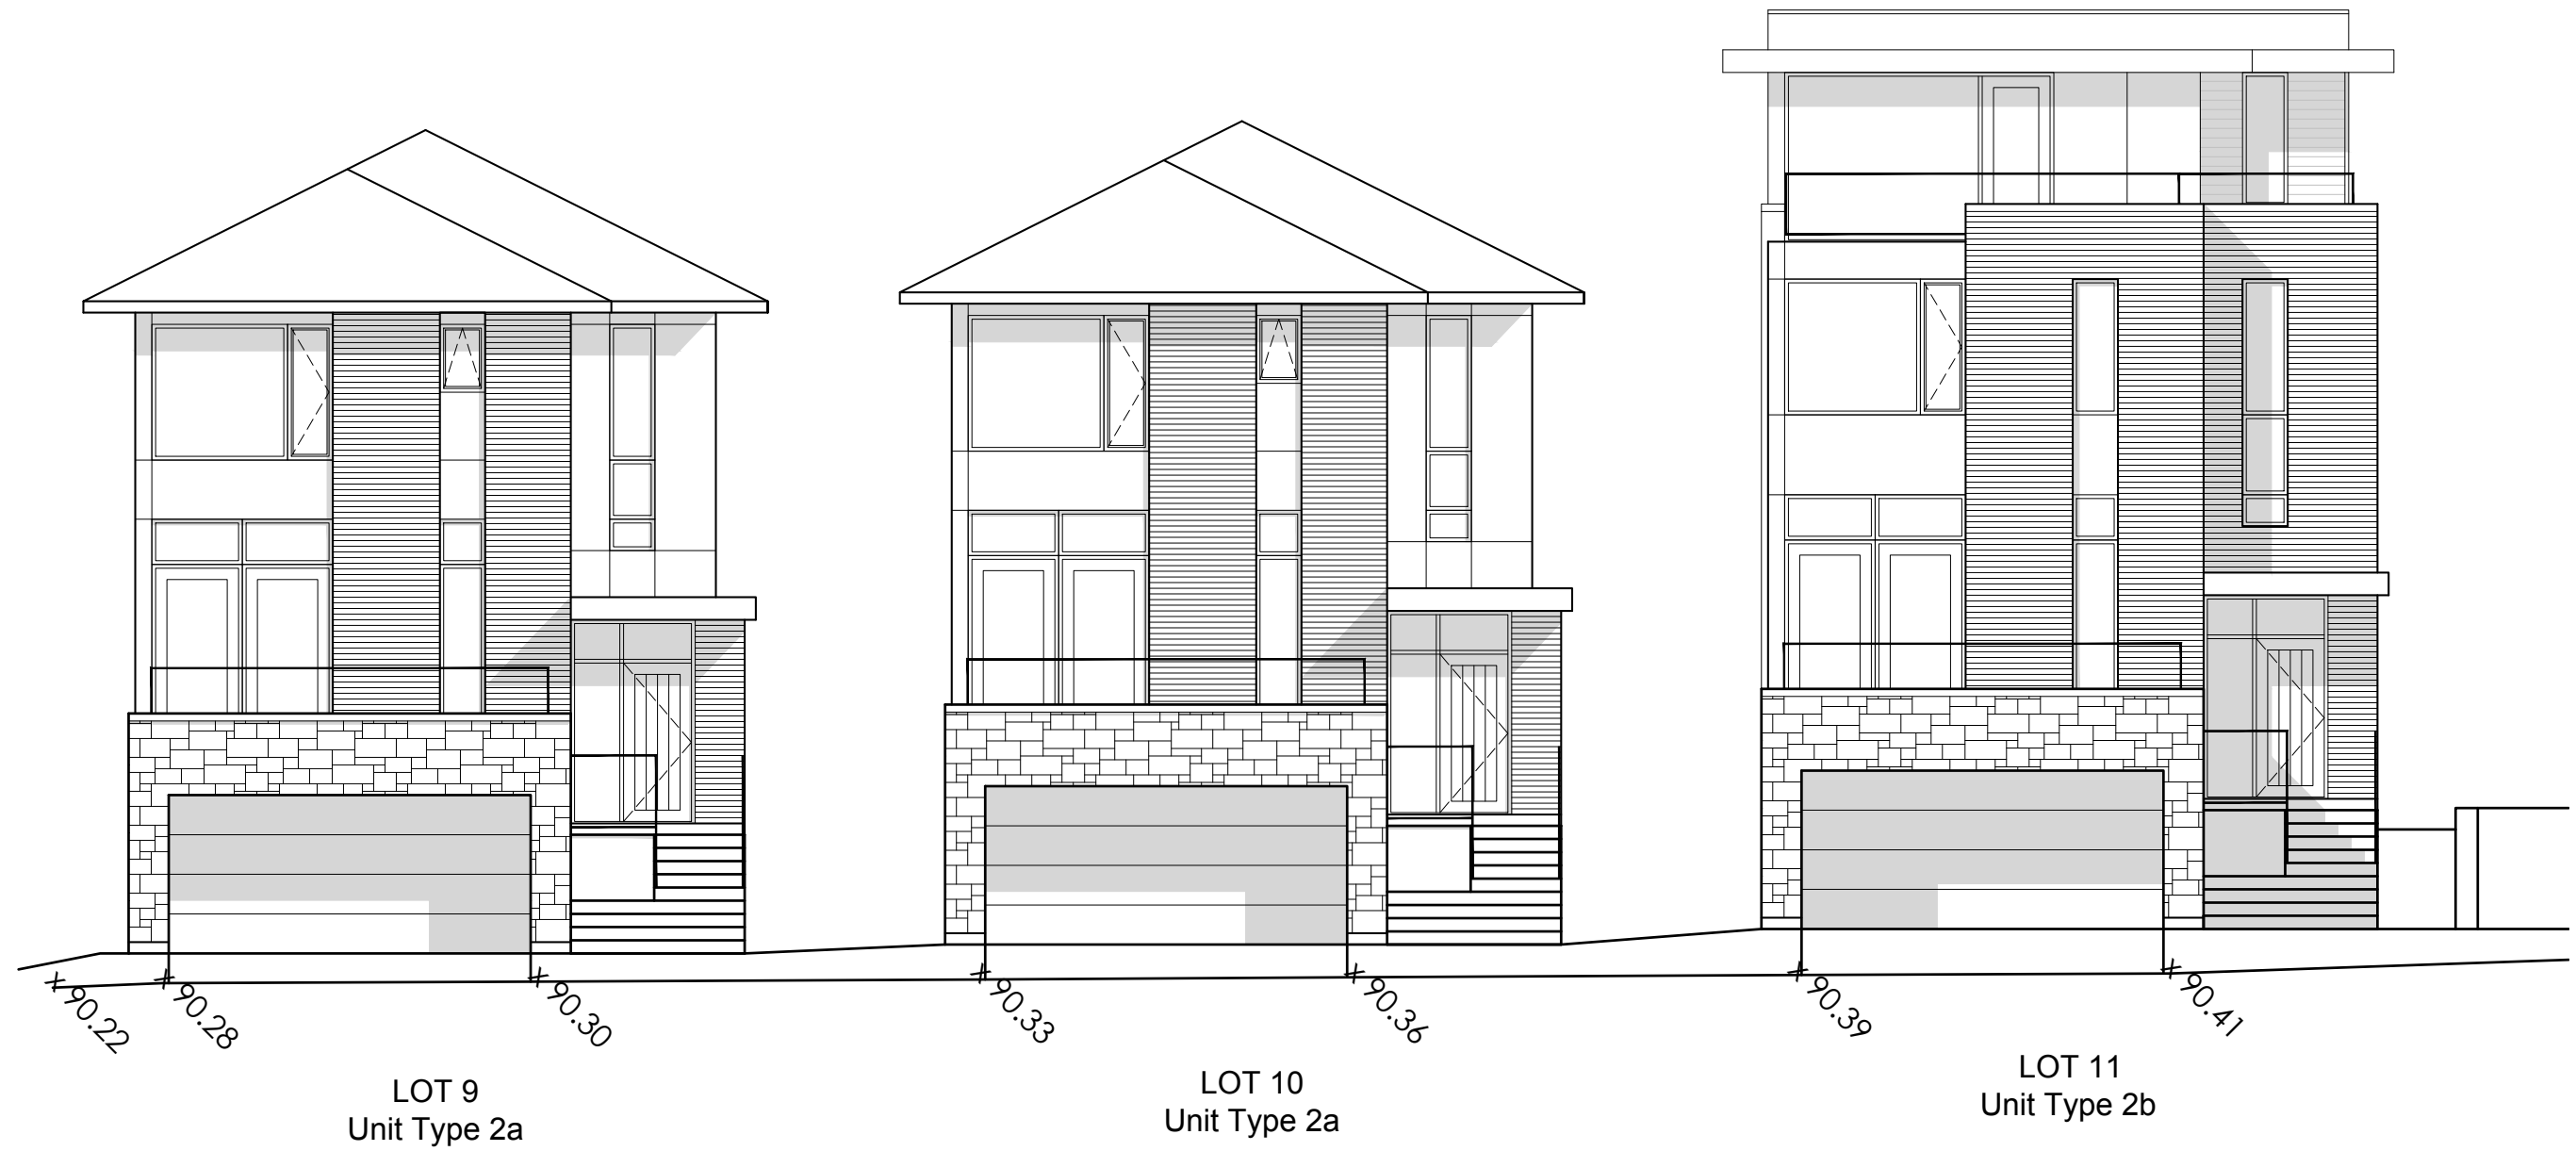 90.22
90.28
90.30
90.33
90.36
90.39
90.41
LOT 9
Unit Type 2a
LOT 10
Unit Type 2a
LOT 11
Unit Type 2b